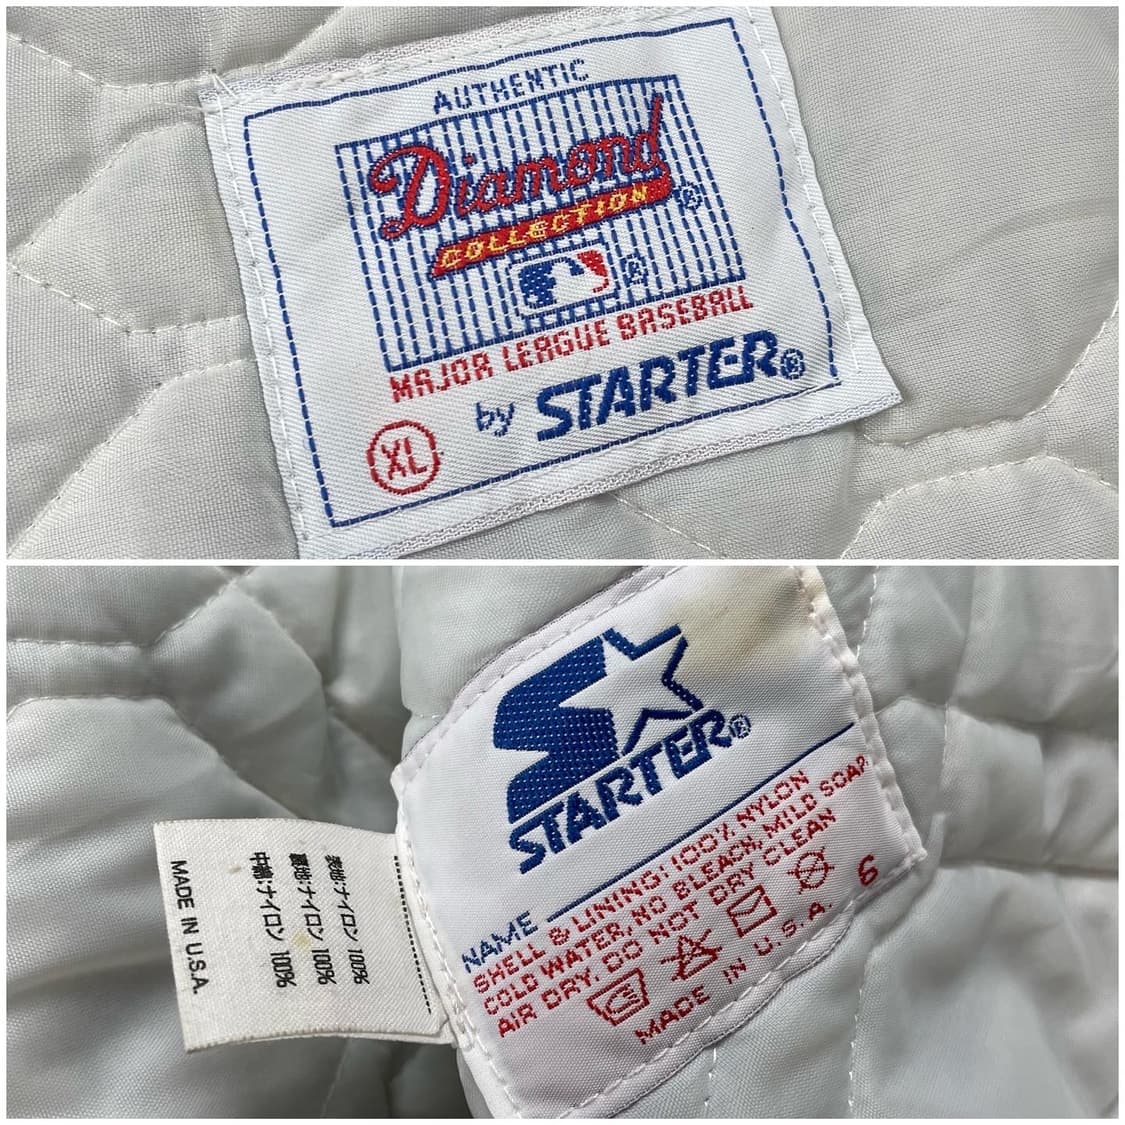 AUTHENTIC
Diamond®
COLLECTION
®
MAJOR LEAGUE BASEBALL
by STARTER®
XL
STARTER®
NAME
SHELL & LINING: 100% NYLON
COLD WATER, NO BLEACH, MILD SOAP
AIR DRY. DO NOT DRY CLEAN
MADE IN U.S.A.
6
表地:ナイロン 100%
裏地:ナイロン 100%
中綿:ナイロン 100%
MADE IN U.S.A.